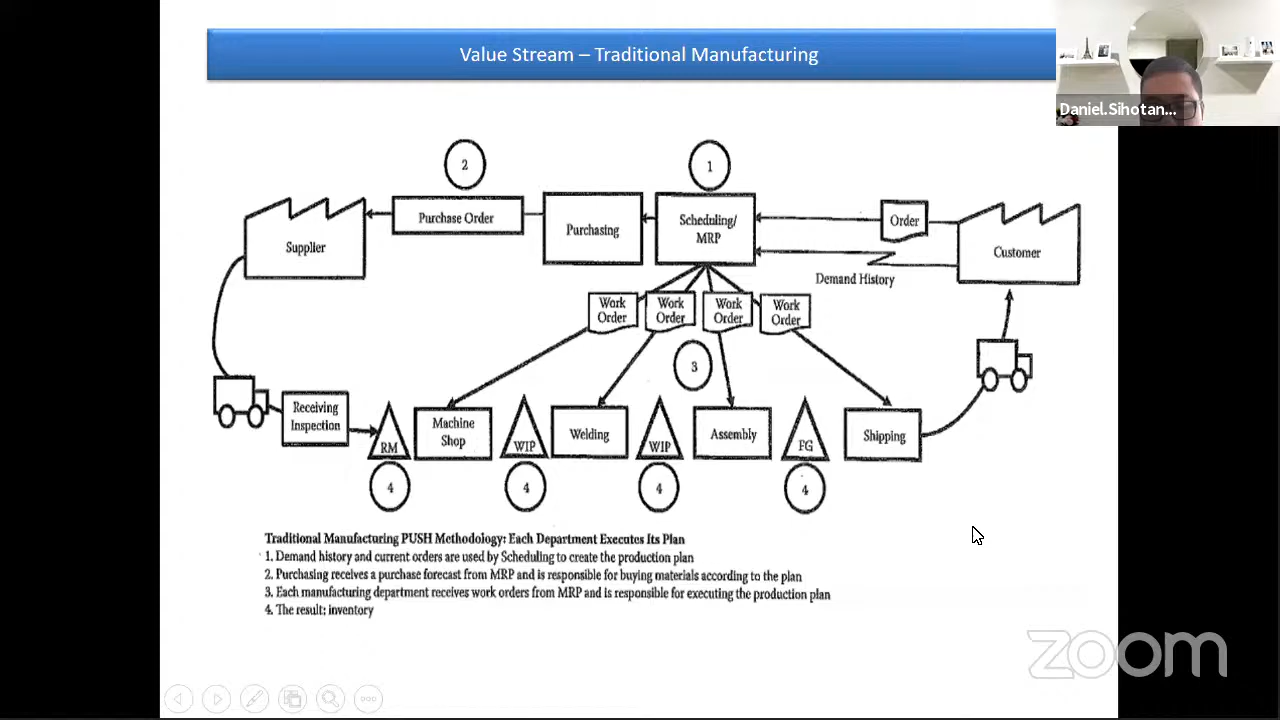 Value Stream – Traditional Manufacturing
Daniel.Sihotan...
2
1
Supplier
Purchase Order
Purchasing
Scheduling/
MRP
Order
Customer
Demand History
Work
Order
Work
Order
Work
Order
Work
Order
3
Receiving
Inspection
RM
Machine
Shop
WIP
Welding
WIP
Assembly
FG
Shipping
4
4
4
4
Traditional Manufacturing PUSH Methodology: Each Department Executes Its Plan
1. Demand history and current orders are used by Scheduling to create the production plan
2. Purchasing receives a purchase forecast from MRP and is responsible for buying materials according to the plan
3. Each manufacturing department receives work orders from MRP and is responsible for executing the production plan
4. The result: inventory
zoom